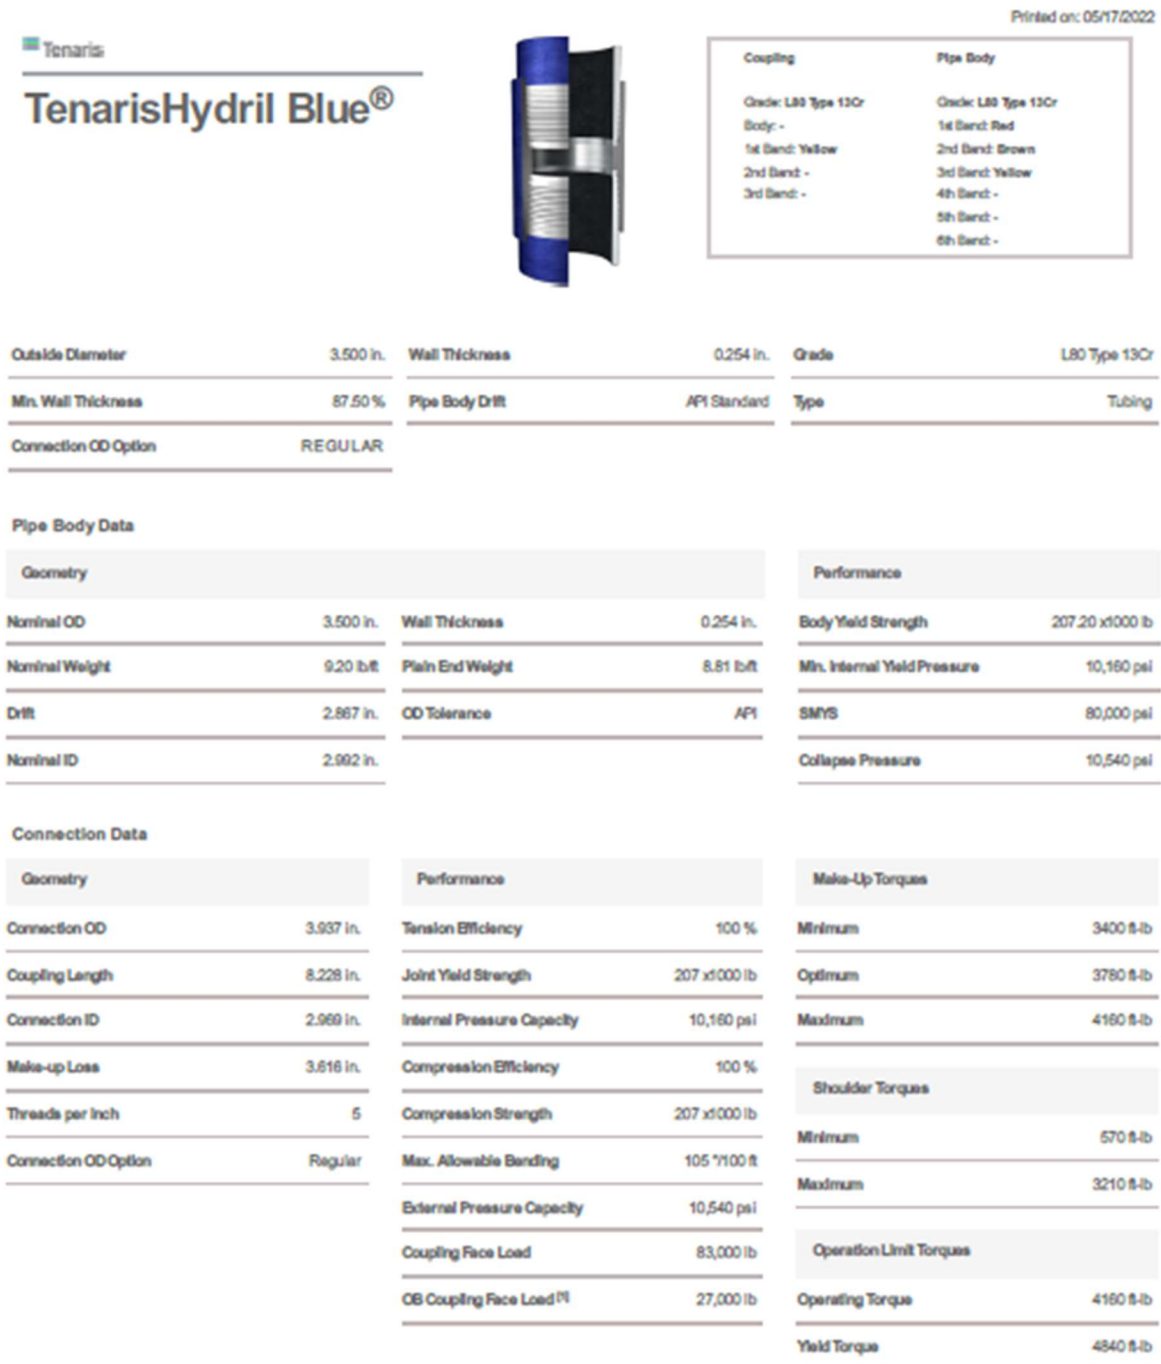 Printed on: 05/17/2022
Tenaris
TenarisHydril Blue®
Coupling Pipe Body
Grade: L80 Type 13Cr Grade: L80 Type 13Cr
Body: - 1st Band: Red
1st Band: Yellow 2nd Band: Brown
2nd Band: - 3rd Band: Yellow
3rd Band: - 4th Band: -
5th Band: -
6th Band: -
Outside Diameter 3.500 in. Wall Thickness 0.254 in. Grade L80 Type 13Cr
Min. Wall Thickness 87.50 % Pipe Body Drift API Standard Type Tubing
Connection OD Option REGULAR
Pipe Body Data
Geometry Performance
Nominal OD 3.500 in. Wall Thickness 0.254 in. Body Yield Strength 207.20 x1000 lb
Nominal Weight 9.20 lb/ft Plain End Weight 8.81 lb/ft Min. Internal Yield Pressure 10,160 psi
Drift 2.867 in. OD Tolerance API SMYS 80,000 psi
Nominal ID 2.992 in. Collapse Pressure 10,540 psi
Connection Data
Geometry Performance Make-Up Torques
Connection OD 3.937 in. Tension Efficiency 100 % Minimum 3400 ft-lb
Coupling Length 8.228 in. Joint Yield Strength 207 x1000 lb Optimum 3780 ft-lb
Connection ID 2.969 in. Internal Pressure Capacity 10,160 psi Maximum 4160 ft-lb
Make-up Loss 3.616 in. Compression Efficiency 100 %
Shoulder Torques
Threads per inch 5 Compression Strength 207 x1000 lb
Minimum 570 ft-lb
Connection OD Option Regular Max. Allowable Bending 105 °/100 ft
Maximum 3210 ft-lb
External Pressure Capacity 10,540 psi
Coupling Face Load 83,000 lb Operation Limit Torques
OB Coupling Face Load [1] 27,000 lb Operating Torque 4160 ft-lb
Yield Torque 4840 ft-lb